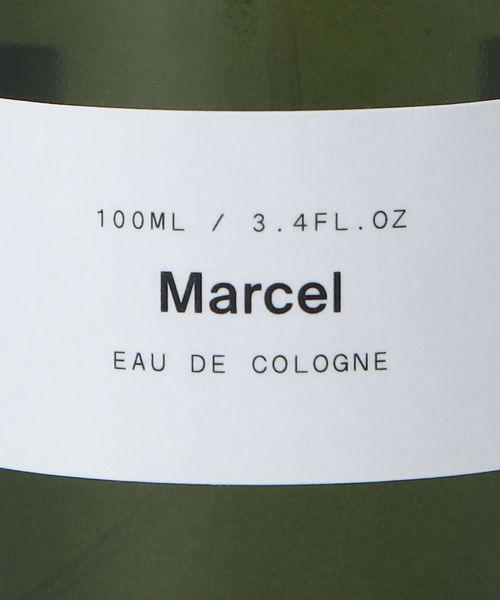 100ML / 3.4FL.OZ
Marcel
EAU DE COLOGNE